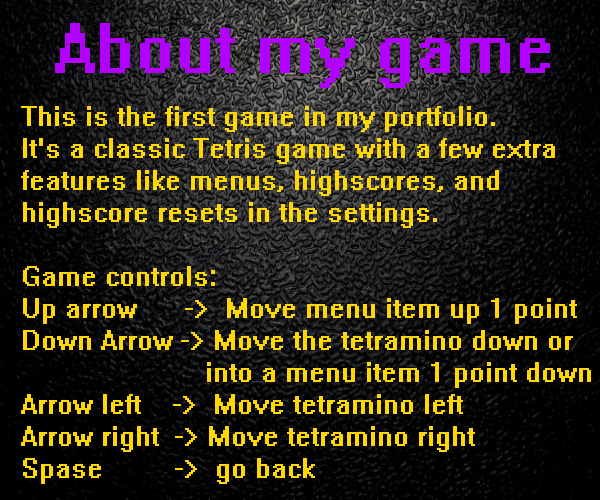 About my game
This is the first game in my portfolio.
It's a classic Tetris game with a few extra
features like menus, highscores, and
highscore resets in the settings.
Game controls:
Up arrow -> Move menu item up 1 point
Down Arrow -> Move the tetramino down or
into a menu item 1 point down
Arrow left -> Move tetramino left
Arrow right -> Move tetramino right
Spase -> go back